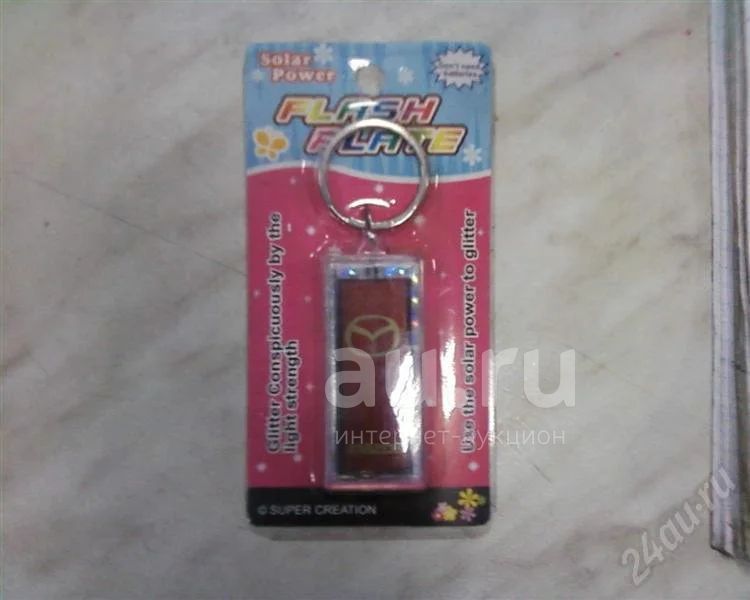 Solar
Power
Don't need
batteries
FLASH
PLATE
Glitter Conspicuously by the
light strength
Use the solar power to glitter
au.ru
интернет-аукцион
© SUPER CREATION
24au.ru